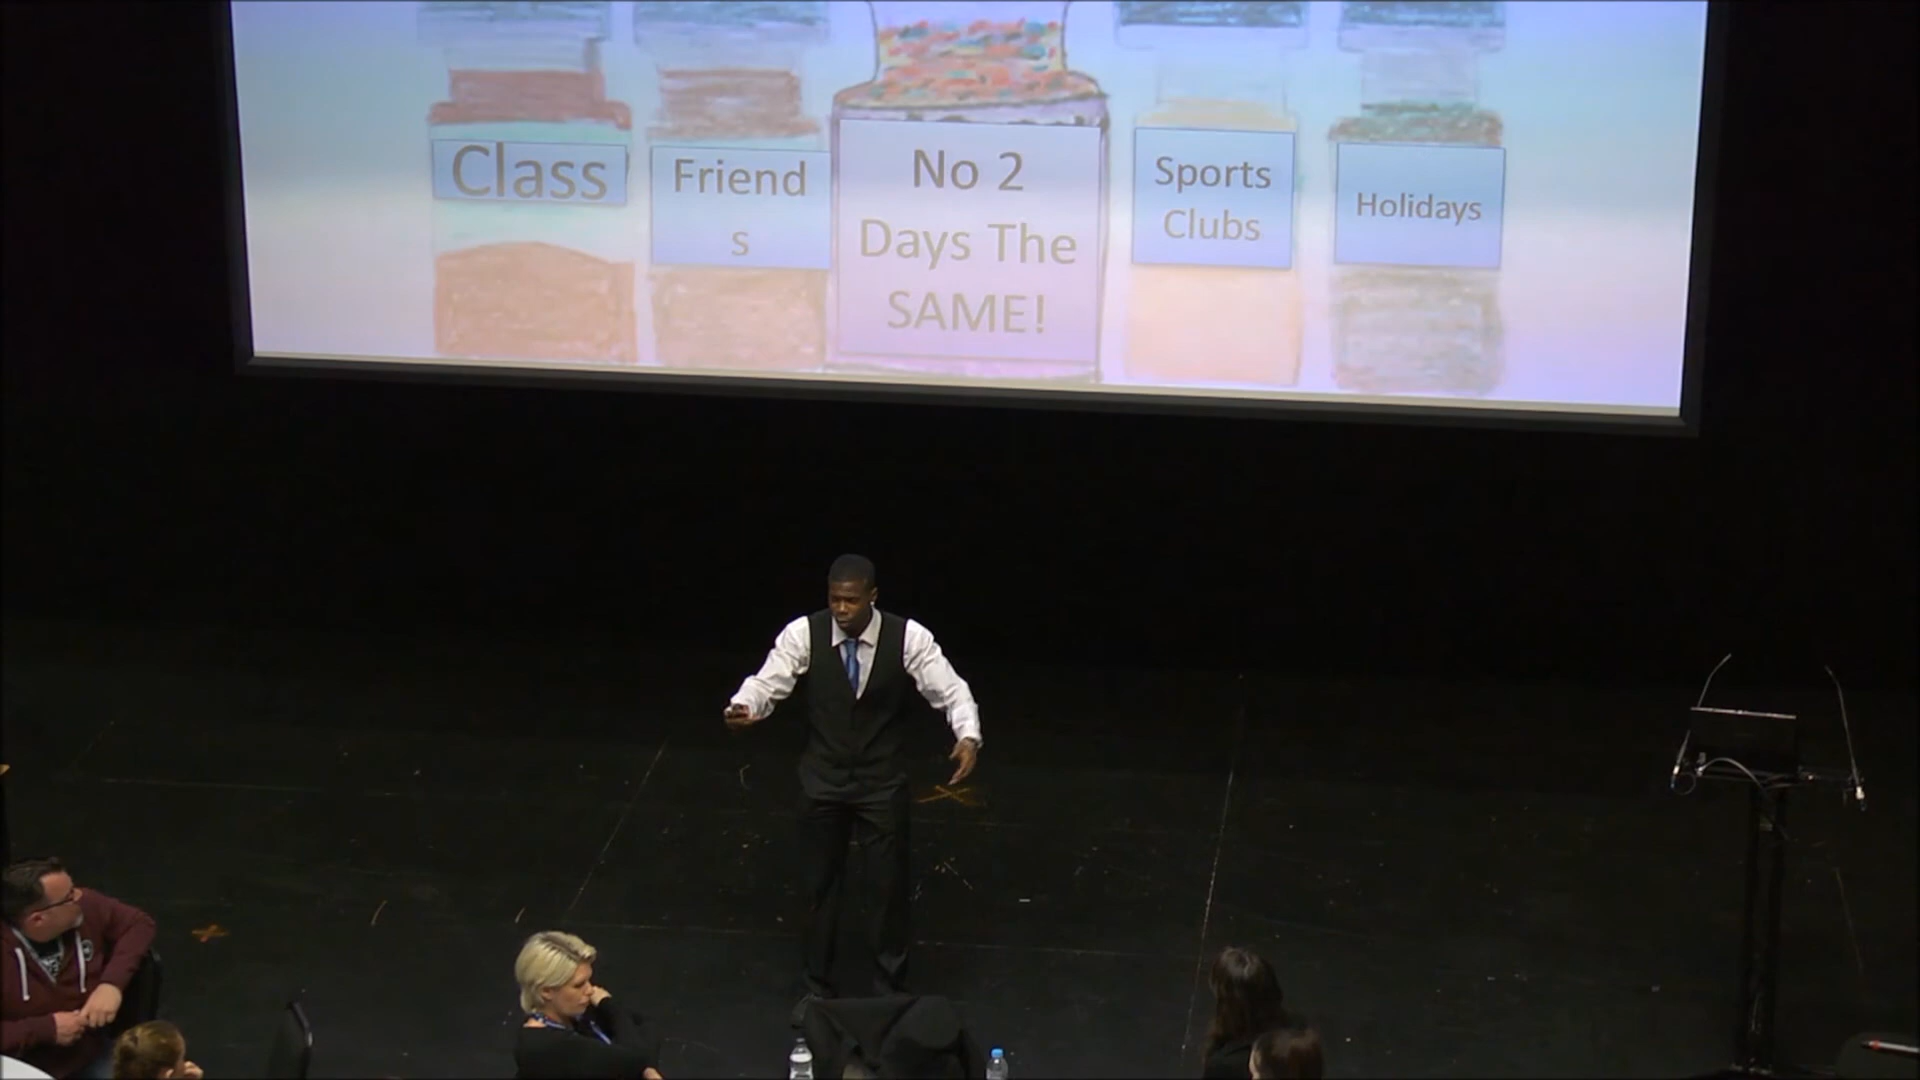 Class
Friend
s
No 2
Days The
SAME!
Sports
Clubs
Holidays